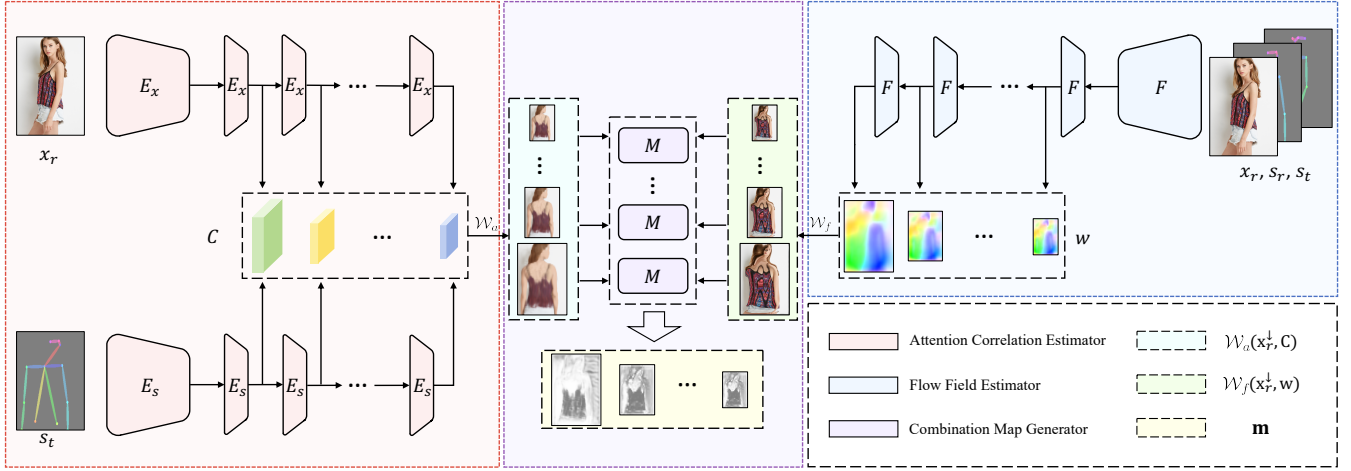 x_r
E_x
E_x
E_x
...
E_x
C
...
W_a
E_s
E_s
E_s
...
E_s
s_t
M
...
M
M
...
...
...
F
F
...
F
F
x_r, s_r, s_t
W_f
...
w
Attention Correlation Estimator
W_a(x_r^↓, C)
Flow Field Estimator
W_f(x_r^↓, w)
Combination Map Generator
m